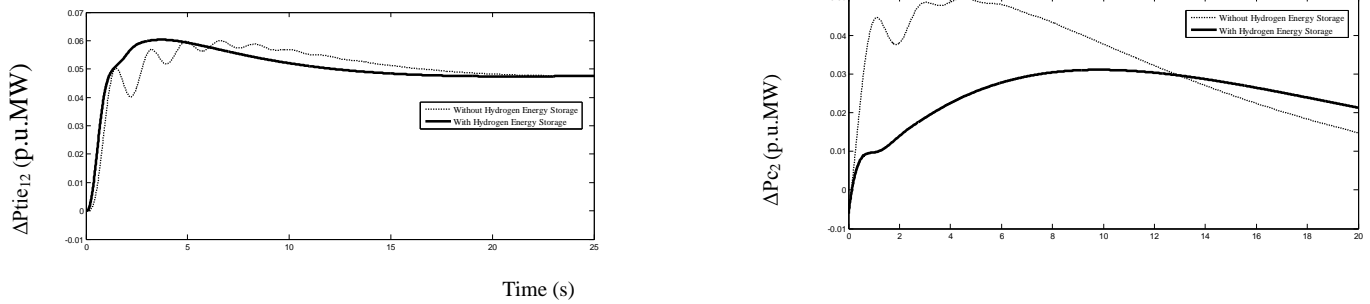 0.07
0.06
0.05
0.04
0.03
0.02
0.01
0
-0.01
0 5 10 15 20 25
ΔPtie12 (p.u.MW)
Without Hydrogen Energy Storage
With Hydrogen Energy Storage
Time (s)
0.04
0.03
0.02
0.01
0
-0.01
0 2 4 6 8 10 12 14 16 18 20
ΔPc2 (p.u.MW)
Without Hydrogen Energy Storage
With Hydrogen Energy Storage